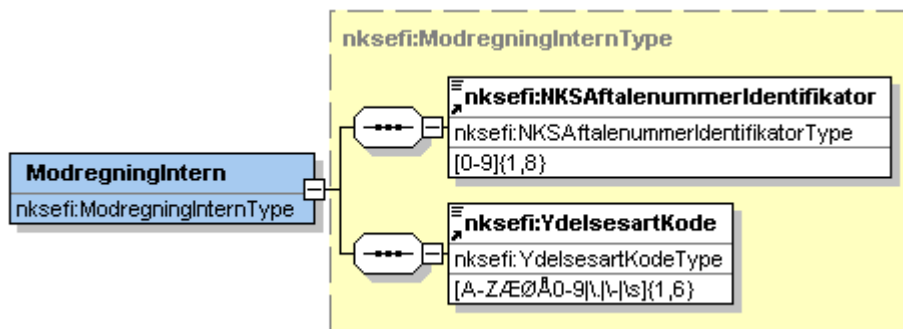 nksefi:ModregningInternType
nksefi:NKSAftalenummerIdentifikator
nksefi:NKSAftalenummerIdentifikatorType
[0-9]{1,8}
ModregningIntern
nksefi:ModregningInternType
nksefi:YdelsesartKode
nksefi:YdelsesartKodeType
[A-ZÆØÅ0-9|\.|\-|\s]{1,6}